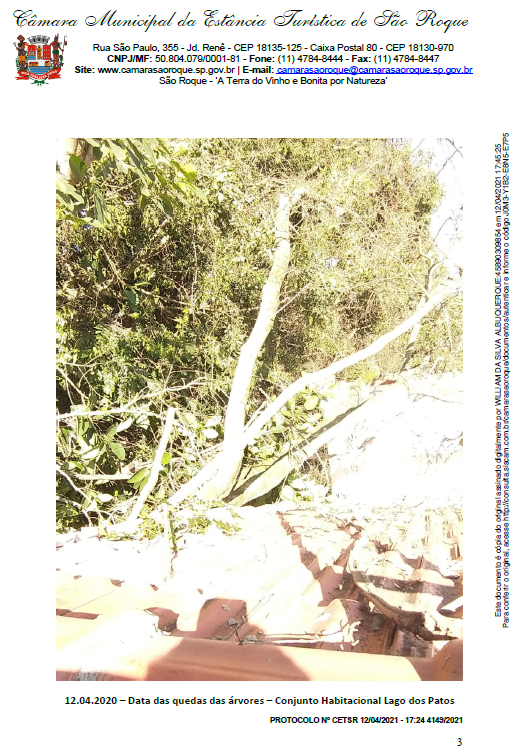 Câmara Municipal da Estância Turística de São Roque
Rua São Paulo, 355 - Jd. Renê - CEP 18135-125 - Caixa Postal 80 - CEP 18130-970
CNPJ/MF: 50.804.079/0001-81 - Fone: (11) 4784-8444 - Fax: (11) 4784-8447
Site: www.camarasaoroque.sp.gov.br | E-mail: camarasaoroque@camarasaoroque.sp.gov.br
São Roque - 'A Terra do Vinho e Bonita por Natureza'
Este documento é cópia do original assinado digitalmente por WILLIAM DA SILVA ALBUQUERQUE:45890309854 em 12/04/2021 17:45:25
Para conferir o original, acesse http://consulta.siscam.com.br/camarasaoroque/documentos/autenticar e informe o código J0M3-Y1B2-E8N5-E7P5
12.04.2020 – Data das quedas das árvores – Conjunto Habitacional Lago dos Patos
PROTOCOLO Nº CETSR 12/04/2021 - 17:24 4149/2021
3